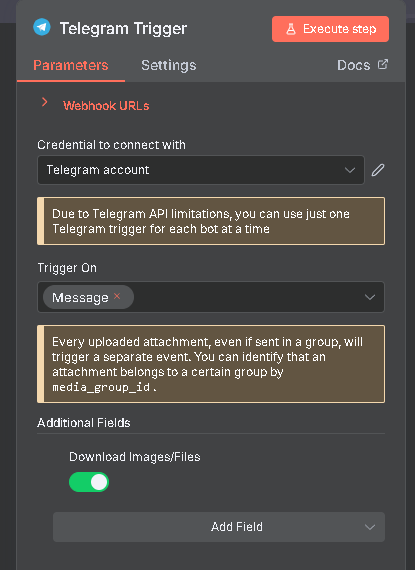 Telegram Trigger
Execute step
Parameters
Settings
Docs
Webhook URLs
Credential to connect with
Telegram account
Due to Telegram API limitations, you can use just one
Telegram trigger for each bot at a time
Trigger On
Message ×
Every uploaded attachment, even if sent in a group, will
trigger a separate event. You can identify that an
attachment belongs to a certain group by
media_group_id.
Additional Fields
Download Images/Files
Add Field